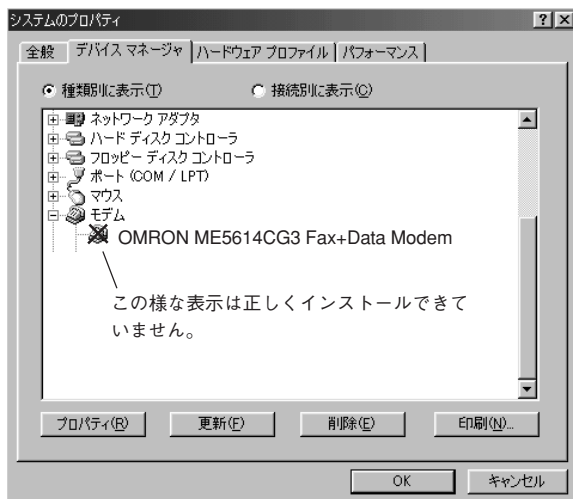 システムのプロパティ
全般 デバイス マネージャ ハードウェア プロファイル パフォーマンス
種類別に表示(T) 接続別に表示(C)
ネットワーク アダプタ
ハード ディスク コントローラ
フロッピー ディスク コントローラ
ポート (COM / LPT)
マウス
モデム
OMRON ME5614CG3 Fax+Data Modem
この様な表示は正しくインストールできて
いません。
プロパティ(R) 更新(F) 削除(E) 印刷(N)...
OK キャンセル